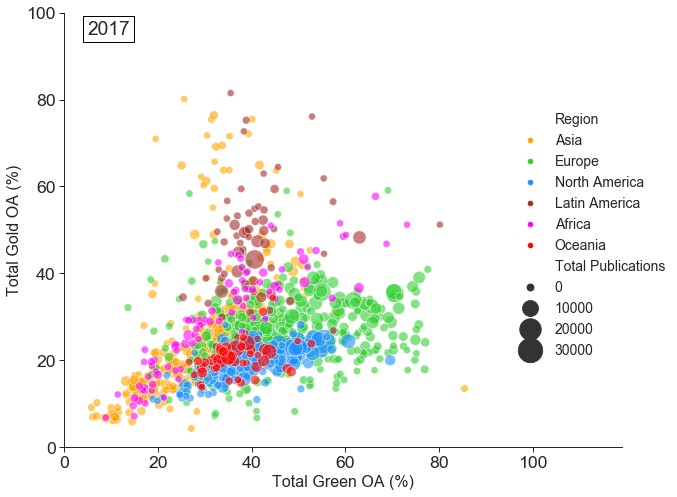 2017
100
80
60
40
20
0
Total Gold OA (%)
0 20 40 60 80 100
Total Green OA (%)
Region
Asia
Europe
North America
Latin America
Africa
Oceania
Total Publications
0
10000
20000
30000